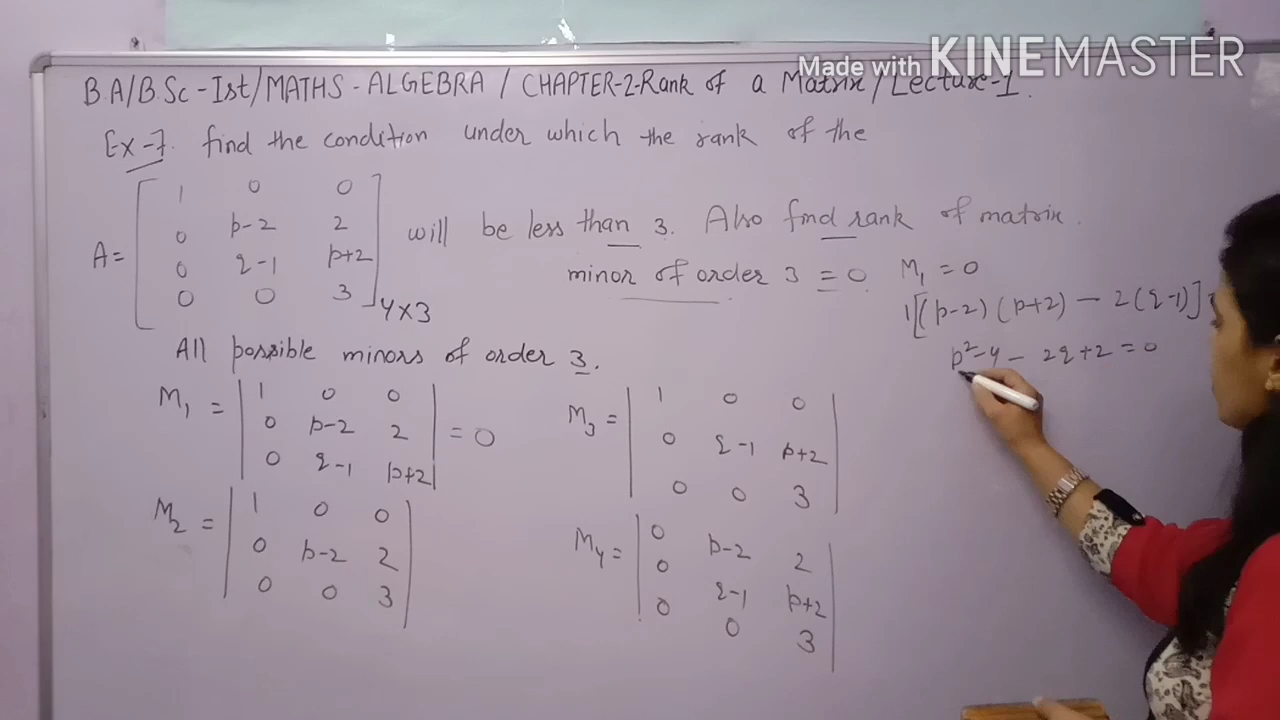 Made with KINEMASTER
B.A/B.Sc-Ist/MATHS-ALGEBRA/CHAPTER-2-Rank of a Matrix/Lecture-1.
Ex-7. find the condition under which the rank of the
A = [ 1 0 0
0 p-2 2
0 q-1 p+2
0 0 3 ] 4×3
will be less than 3. Also find rank of matrix.
minor of order 3 = 0
All possible minors of order 3.
M₁ = | 1 0 0
0 p-2 2
0 q-1 p+2 | = 0
M₂ = | 1 0 0
0 p-2 2
0 0 3 |
M₃ = | 1 0 0
0 q-1 p+2
0 0 3 |
M₄ = | 0 p-2 2
0 q-1 p+2
0 0 3 |
M₁ = 0
1[(p-2)(p+2) - 2(q-1)] =
p²-4-2q+2=0